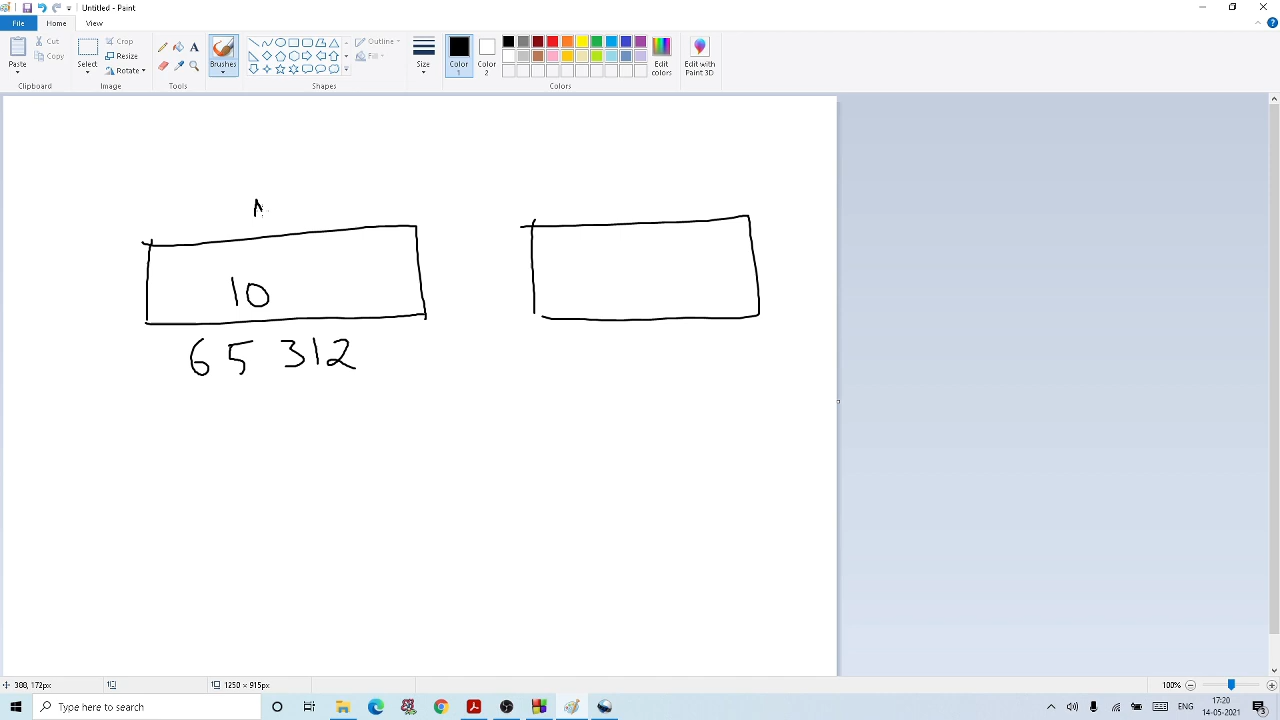 Untitled - Paint
File Home View
Paste Cut Copy Clipboard
Select Crop Resize Rotate Image
A Tools
Brushes
Outline Fill Shapes
Size
Color 1 Color 2 Edit colors Colors
Edit with Paint 3D
10
65 312
388, 172px 1250 × 915px 100%
Type here to search ENG 17:20 14-05-2021 3